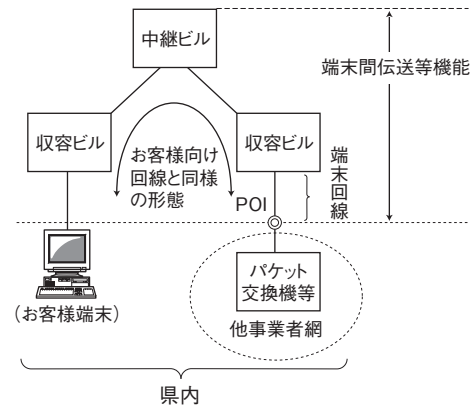 中継ビル
端末間伝送等機能
収容ビル
収容ビル
お客様向け
回線と同様
の形態
端末回線
POI
パケット
交換機等
(お客様端末)
他事業者網
県内